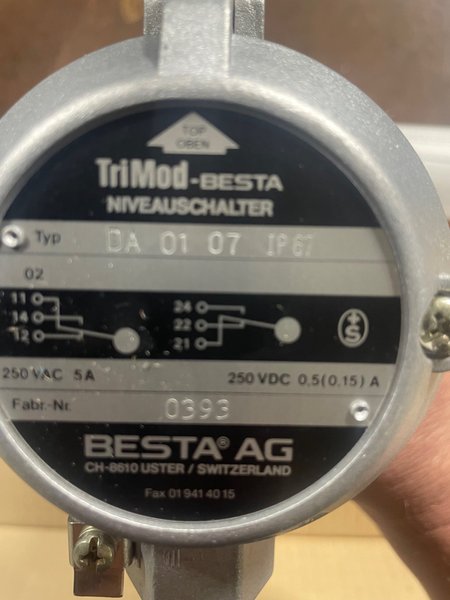 TOP
OBEN
TriMod-BESTA
NIVEAUSCHALTER
Typ DA 01 07 IP 67
02
11 24
14 22
12 21
+S
250 VAC 5A 250 VDC 0,5(0,15) A
Fabr.-Nr. 0393
BESTA® AG
CH-8610 USTER / SWITZERLAND
Fax 01 941 40 15